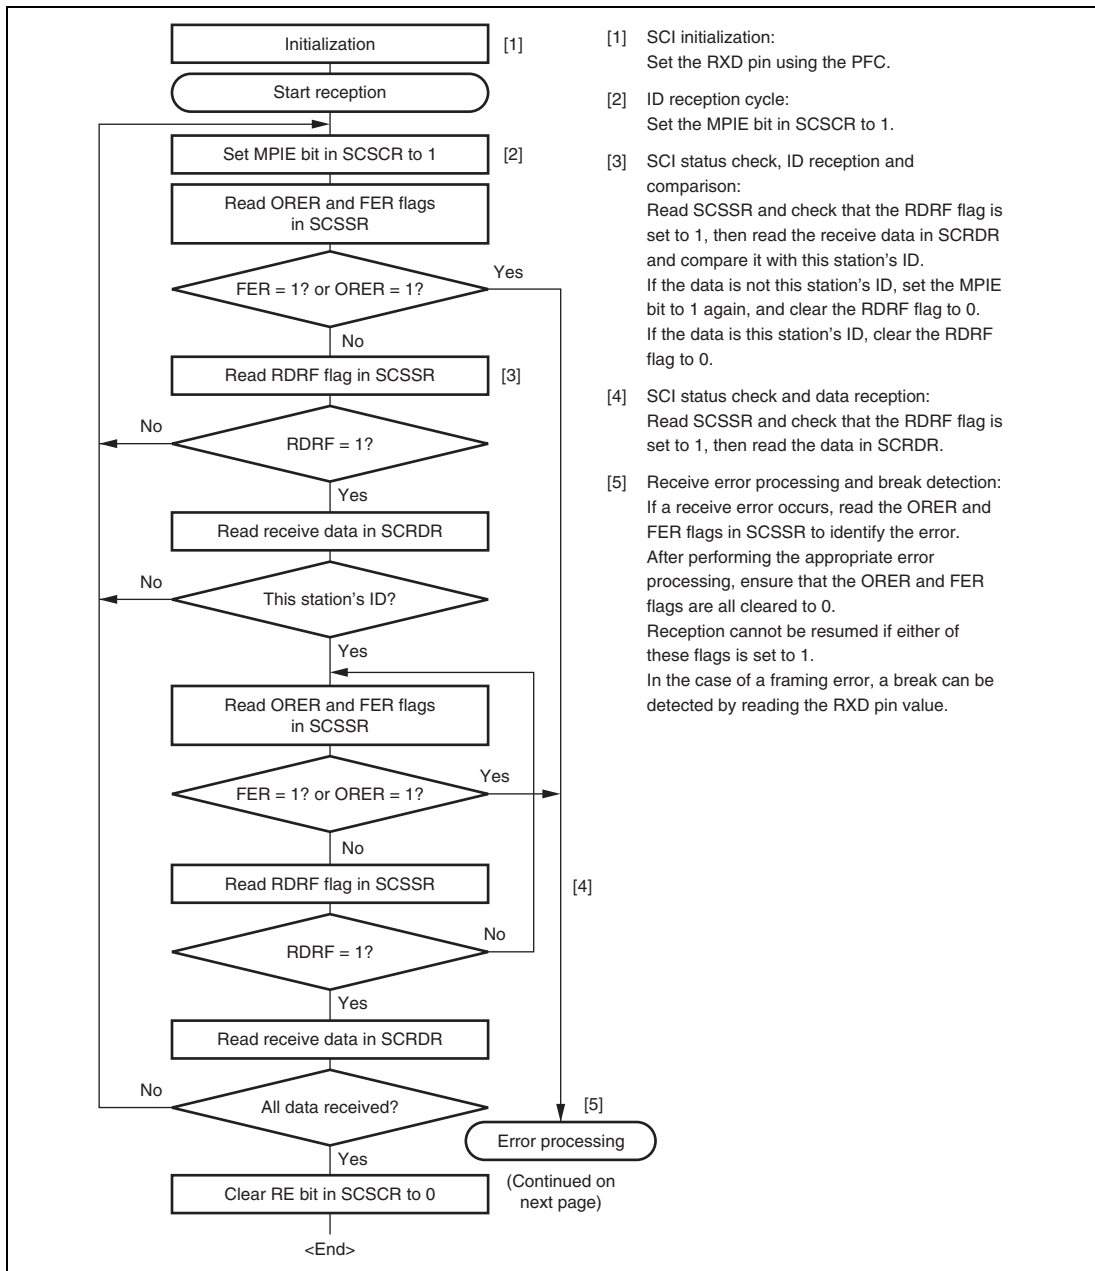 Initialization
[1]
Start reception
Set MPIE bit in SCSCR to 1
[2]
Read ORER and FER flags
in SCSSR
FER = 1? or ORER = 1?
Yes
No
Read RDRF flag in SCSSR
[3]
No
RDRF = 1?
Yes
Read receive data in SCRDR
No
This station's ID?
Yes
Read ORER and FER flags
in SCSSR
Yes
FER = 1? or ORER = 1?
No
Read RDRF flag in SCSSR
[4]
No
RDRF = 1?
Yes
Read receive data in SCRDR
No
All data received?
[5]
Error processing
Yes
(Continued on
next page)
Clear RE bit in SCSCR to 0
<End>
[1] SCI initialization:
Set the RXD pin using the PFC.
[2] ID reception cycle:
Set the MPIE bit in SCSCR to 1.
[3] SCI status check, ID reception and
comparison:
Read SCSSR and check that the RDRF flag is
set to 1, then read the receive data in SCRDR
and compare it with this station's ID.
If the data is not this station's ID, set the MPIE
bit to 1 again, and clear the RDRF flag to 0.
If the data is this station's ID, clear the RDRF
flag to 0.
[4] SCI status check and data reception:
Read SCSSR and check that the RDRF flag is
set to 1, then read the data in SCRDR.
[5] Receive error processing and break detection:
If a receive error occurs, read the ORER and
FER flags in SCSSR to identify the error.
After performing the appropriate error
processing, ensure that the ORER and FER
flags are all cleared to 0.
Reception cannot be resumed if either of
these flags is set to 1.
In the case of a framing error, a break can be
detected by reading the RXD pin value.